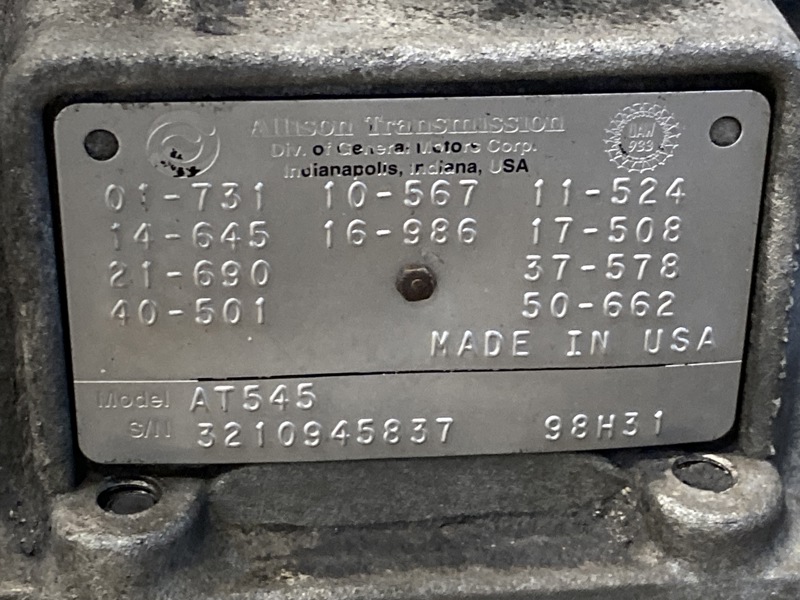 Allison Transmission
Div. of General Motors Corp.
Indianapolis, Indiana, USA
UAW
933
01-731 10-567 11-524
14-645 16-986 17-508
21-690 37-578
40-501 50-662
MADE IN USA
Model AT545
S/N 3210945837 98H31